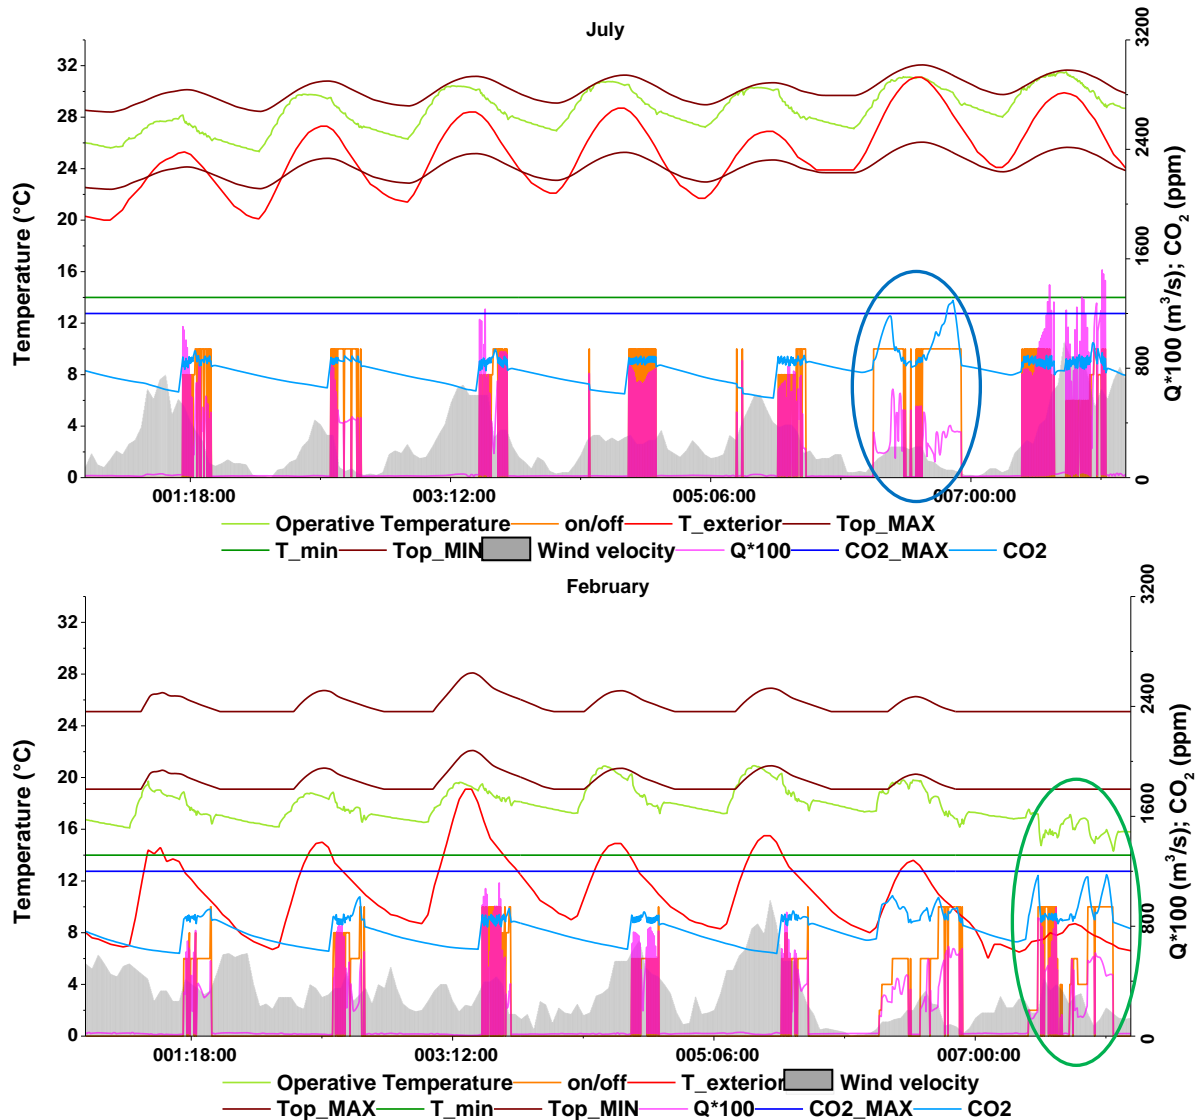 July
3200
32
28
24
2400
20
16
1600
12
8
800
4
0
0
Temperature (°C)
Q*100 (m³/s); CO₂ (ppm)
001:18:00 003:12:00 005:06:00 007:00:00
Operative Temperature on/off T_exterior Top_MAX
T_min Top_MIN Wind velocity Q*100 CO2_MAX CO2
February
3200
32
28
2400
24
20
1600
16
12
8
800
4
0
0
Temperature (°C)
Q*100 (m³/s); CO₂ (ppm)
001:18:00 003:12:00 005:06:00 007:00:00
Operative Temperature on/off T_exterior Wind velocity
Top_MAX T_min Top_MIN Q*100 CO2_MAX CO2